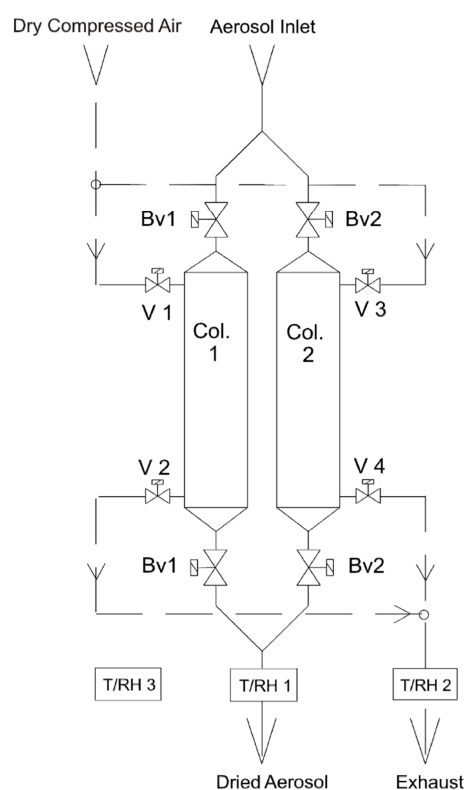 Dry Compressed Air
Aerosol Inlet
Bv1
Bv2
V 1
V 3
Col.
1
Col.
2
V 2
V 4
Bv1
Bv2
T/RH 3
T/RH 1
T/RH 2
Dried Aerosol
Exhaust